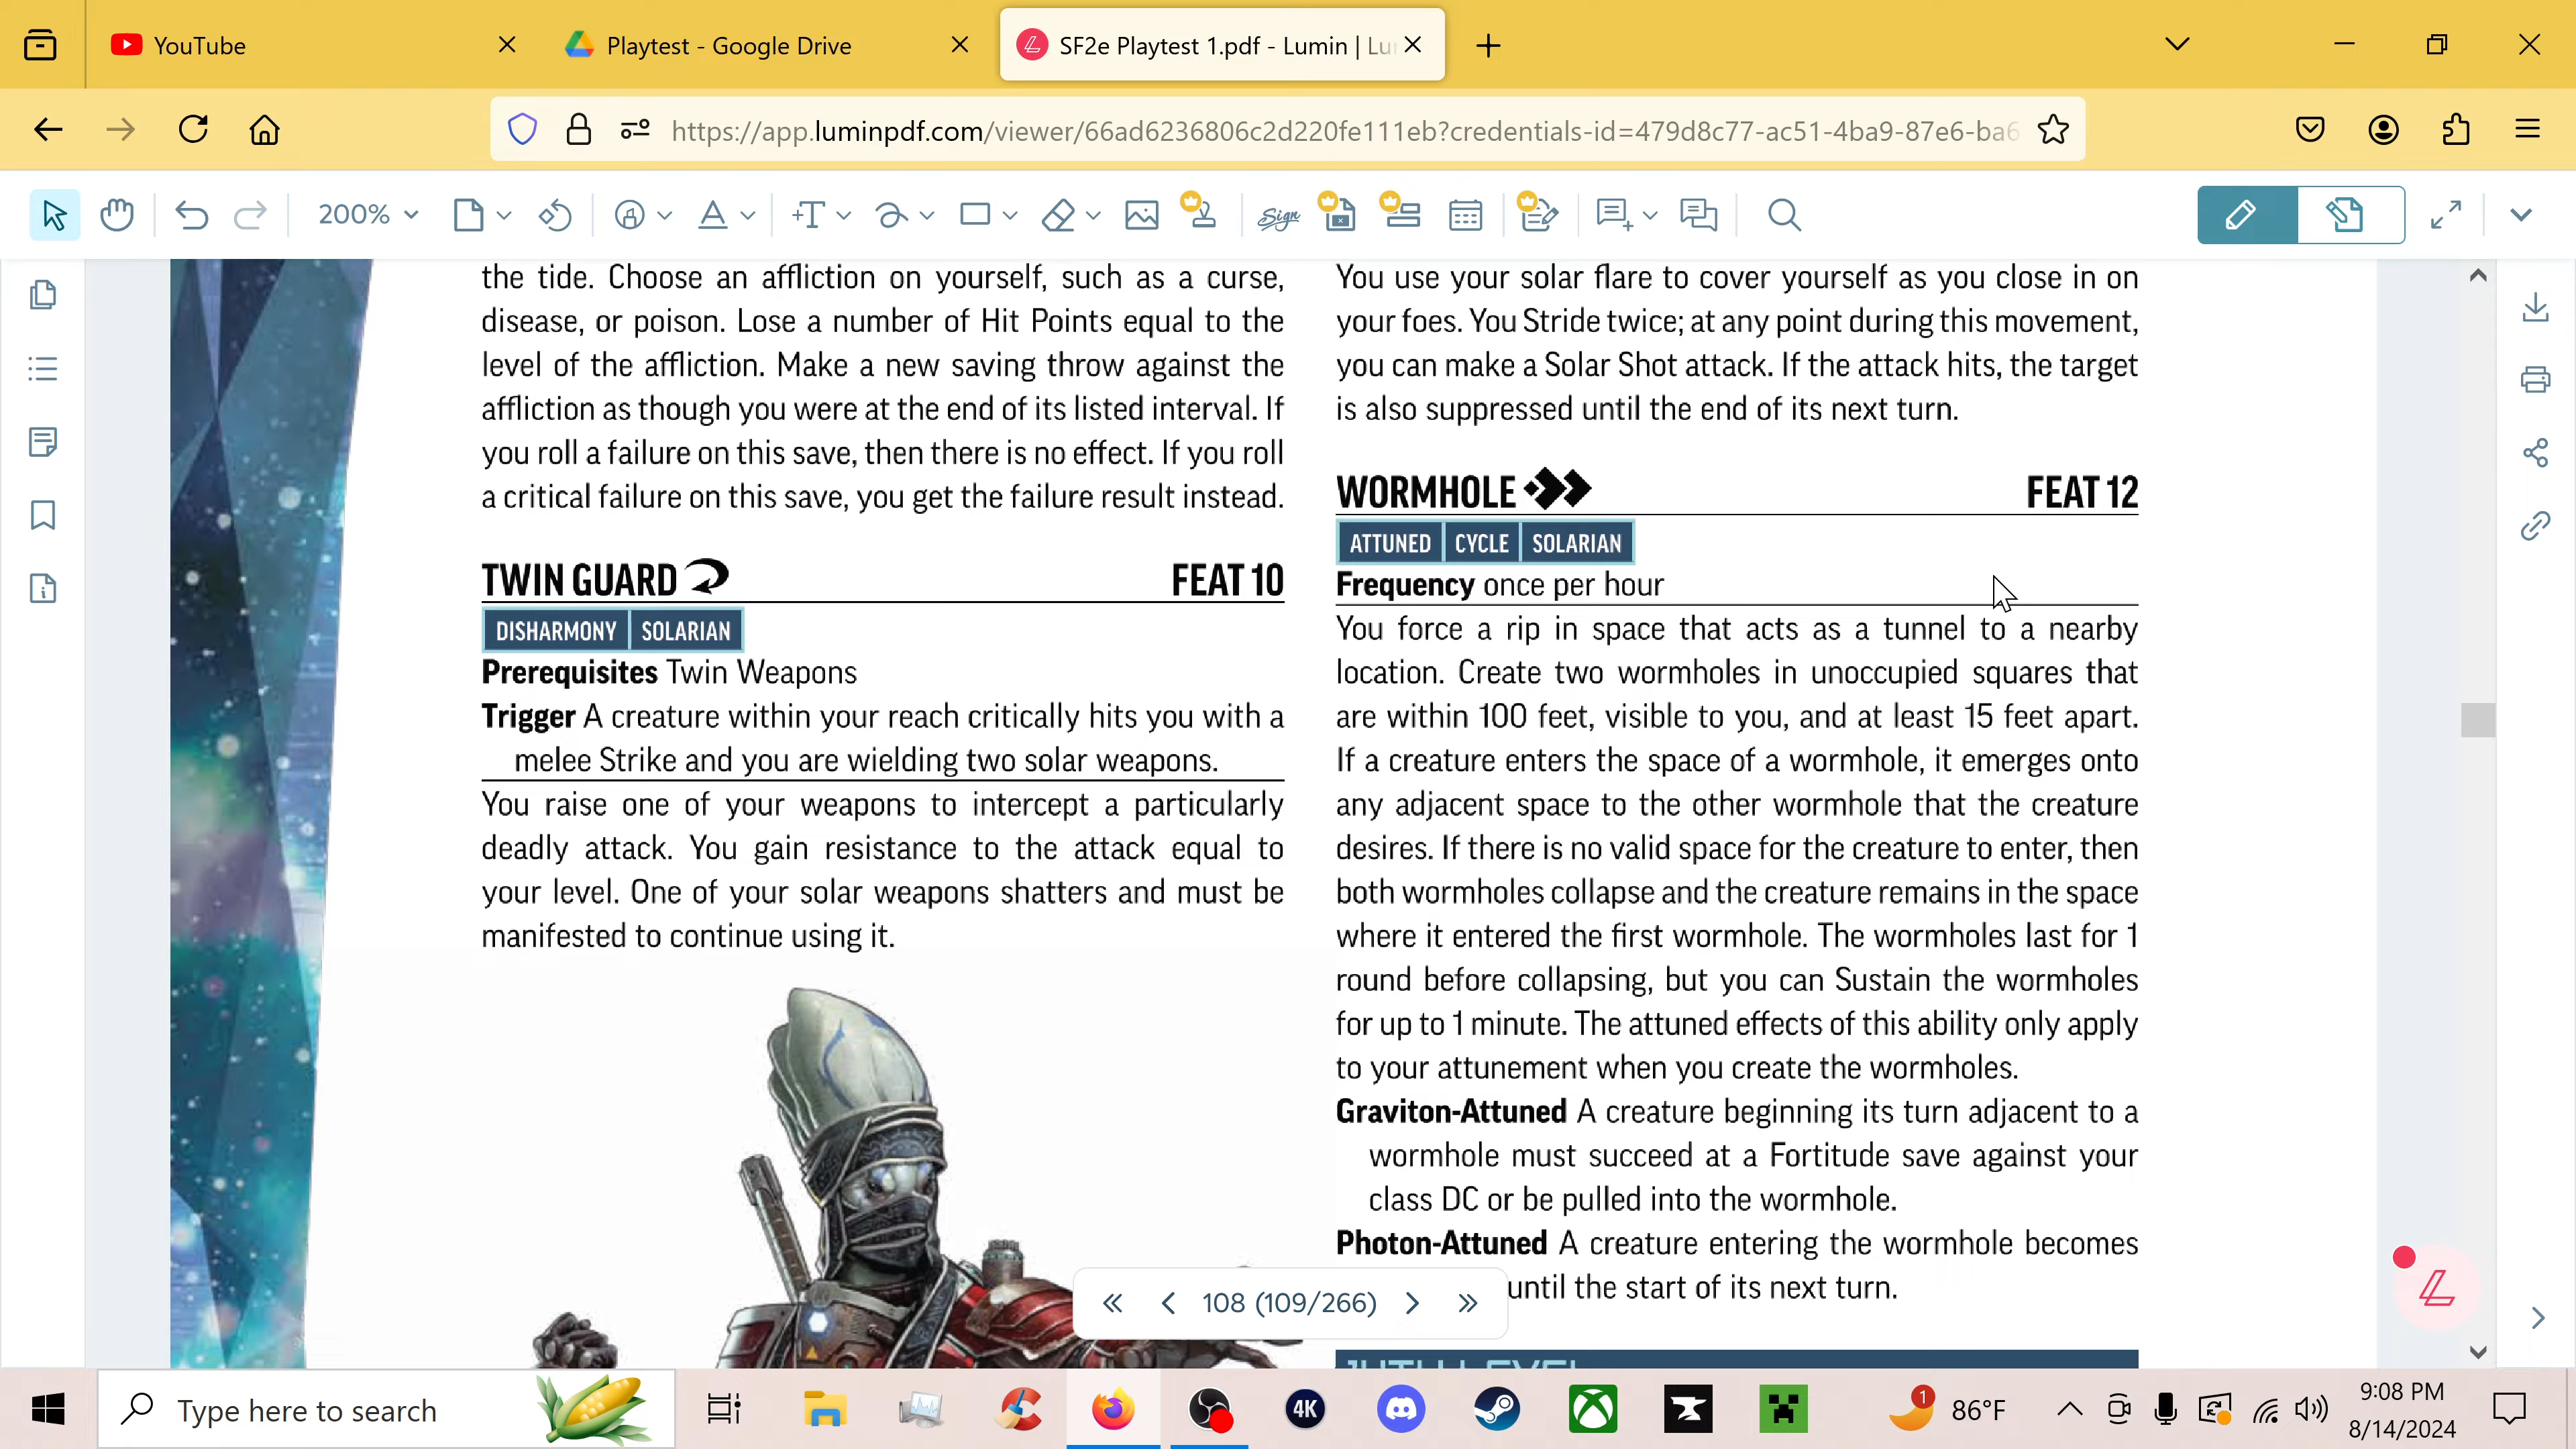 YouTube
Playtest - Google Drive
SF2e Playtest 1.pdf - Lumin | Lu
https://app.luminpdf.com/viewer/66ad6236806c2d220fe111eb?credentials-id=479d8c77-ac51-4ba9-87e6-ba6
200%
Sign
the tide. Choose an affliction on yourself, such as a curse,
disease, or poison. Lose a number of Hit Points equal to the
level of the affliction. Make a new saving throw against the
affliction as though you were at the end of its listed interval. If
you roll a failure on this save, then there is no effect. If you roll
a critical failure on this save, you get the failure result instead.
TWIN GUARD FEAT 10
DISHARMONY SOLARIAN
Prerequisites Twin Weapons
Trigger A creature within your reach critically hits you with a
melee Strike and you are wielding two solar weapons.
You raise one of your weapons to intercept a particularly
deadly attack. You gain resistance to the attack equal to
your level. One of your solar weapons shatters and must be
manifested to continue using it.
You use your solar flare to cover yourself as you close in on
your foes. You Stride twice; at any point during this movement,
you can make a Solar Shot attack. If the attack hits, the target
is also suppressed until the end of its next turn.
WORMHOLE FEAT 12
ATTUNED CYCLE SOLARIAN
Frequency once per hour
You force a rip in space that acts as a tunnel to a nearby
location. Create two wormholes in unoccupied squares that
are within 100 feet, visible to you, and at least 15 feet apart.
If a creature enters the space of a wormhole, it emerges onto
any adjacent space to the other wormhole that the creature
desires. If there is no valid space for the creature to enter, then
both wormholes collapse and the creature remains in the space
where it entered the first wormhole. The wormholes last for 1
round before collapsing, but you can Sustain the wormholes
for up to 1 minute. The attuned effects of this ability only apply
to your attunement when you create the wormholes.
Graviton-Attuned A creature beginning its turn adjacent to a
wormhole must succeed at a Fortitude save against your
class DC or be pulled into the wormhole.
Photon-Attuned A creature entering the wormhole becomes
until the start of its next turn.
108 (109/266)
Type here to search
4K
1
86°F
9:08 PM
8/14/2024